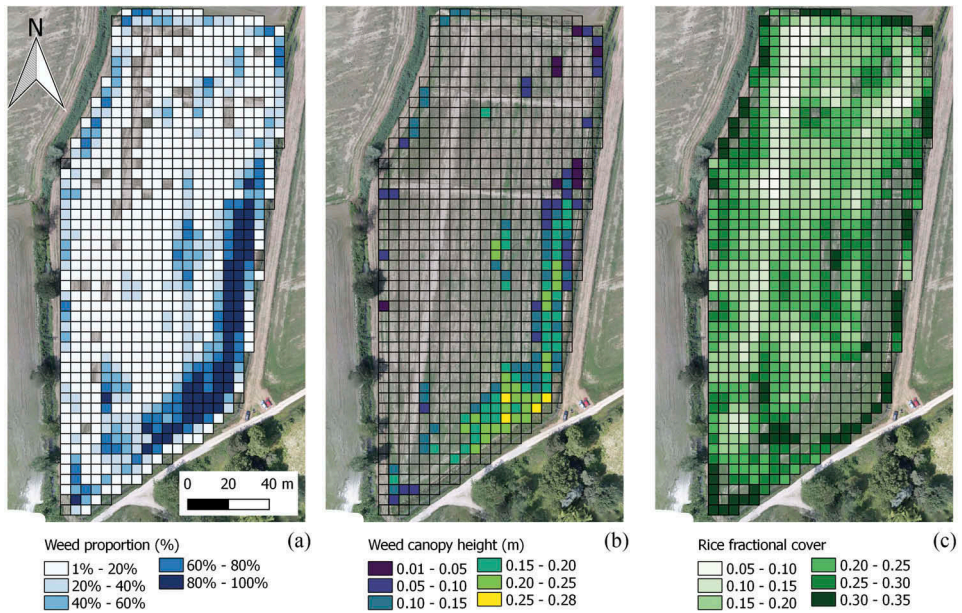 N
0 20 40 m
(a)
(b)
(c)
Weed proportion (%)
1% - 20%
20% - 40%
40% - 60%
60% - 80%
80% - 100%
Weed canopy height (m)
0.01 - 0.05
0.05 - 0.10
0.10 - 0.15
0.15 - 0.20
0.20 - 0.25
0.25 - 0.28
Rice fractional cover
0.05 - 0.10
0.10 - 0.15
0.15 - 0.20
0.20 - 0.25
0.25 - 0.30
0.30 - 0.35